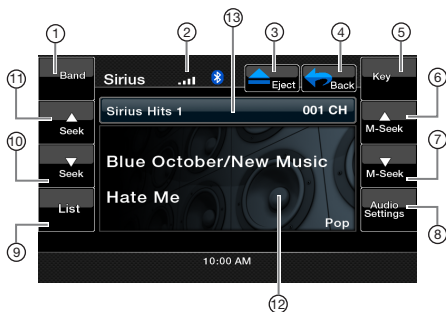 1 2 13 3 4 5
Band Sirius Eject Back Key
11 6
Sirius Hits 1 001 CH
Seek M-Seek
10 7
Blue October/New Music
Seek M-Seek
Hate Me
List Audio Settings
Pop
9 8
10:00 AM
12